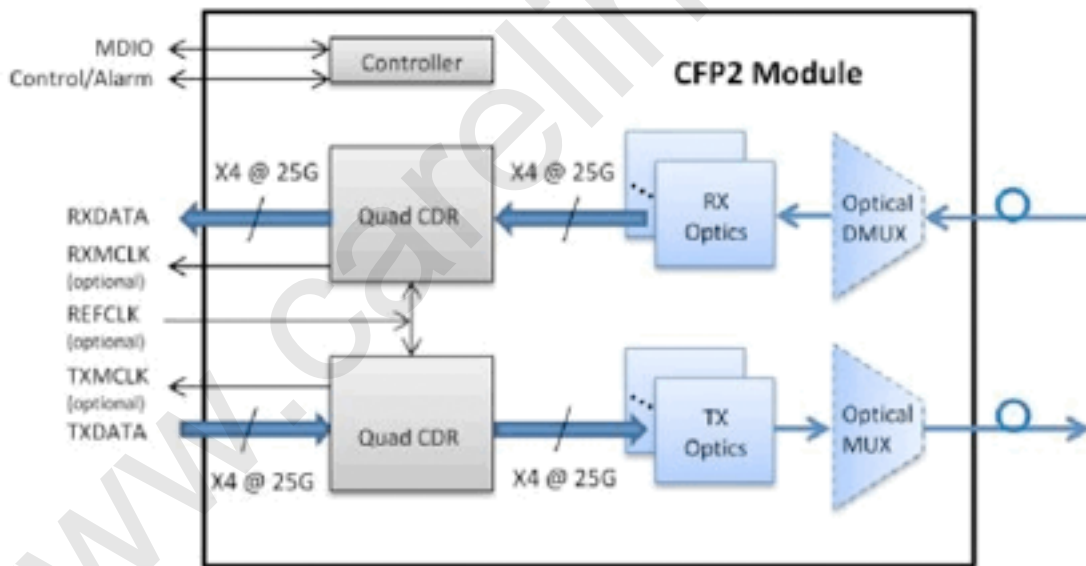 MDIO
Control/Alarm
Controller
CFP2 Module
X4 @ 25G
X4 @ 25G
RXDATA
Quad CDR
RX
Optics
Optical
DMUX
RXMCLK
(optional)
REFCLK
(optional)
TXMCLK
(optional)
TXDATA
Quad CDR
TX
Optics
Optical
MUX
X4 @ 25G
X4 @ 25G